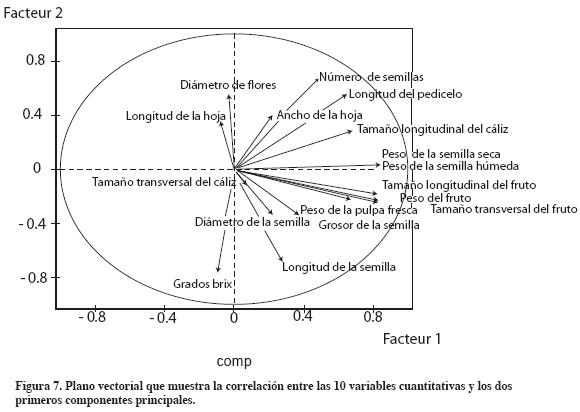 Facteur 2
0.8
Número de semillas
Diámetro de flores
Longitud del pedicelo
0.4
Longitud de la hoja
Ancho de la hoja
Tamaño longitudinal del cáliz
Peso de la semilla seca
0
Peso de la semilla húmeda
Tamaño transversal del cáliz
Tamaño longitudinal del fruto
Peso del fruto
Peso de la pulpa fresca
Tamaño transversal del fruto
- 0.4
Diámetro de la semilla
Grosor de la semilla
Longitud de la semilla
- 0.8
Grados brix
- 0.8 - 0.4 0 0.4 0.8
Facteur 1
comp
Figura 7. Plano vectorial que muestra la correlación entre las 10 variables cuantitativas y los dos
primeros componentes principales.